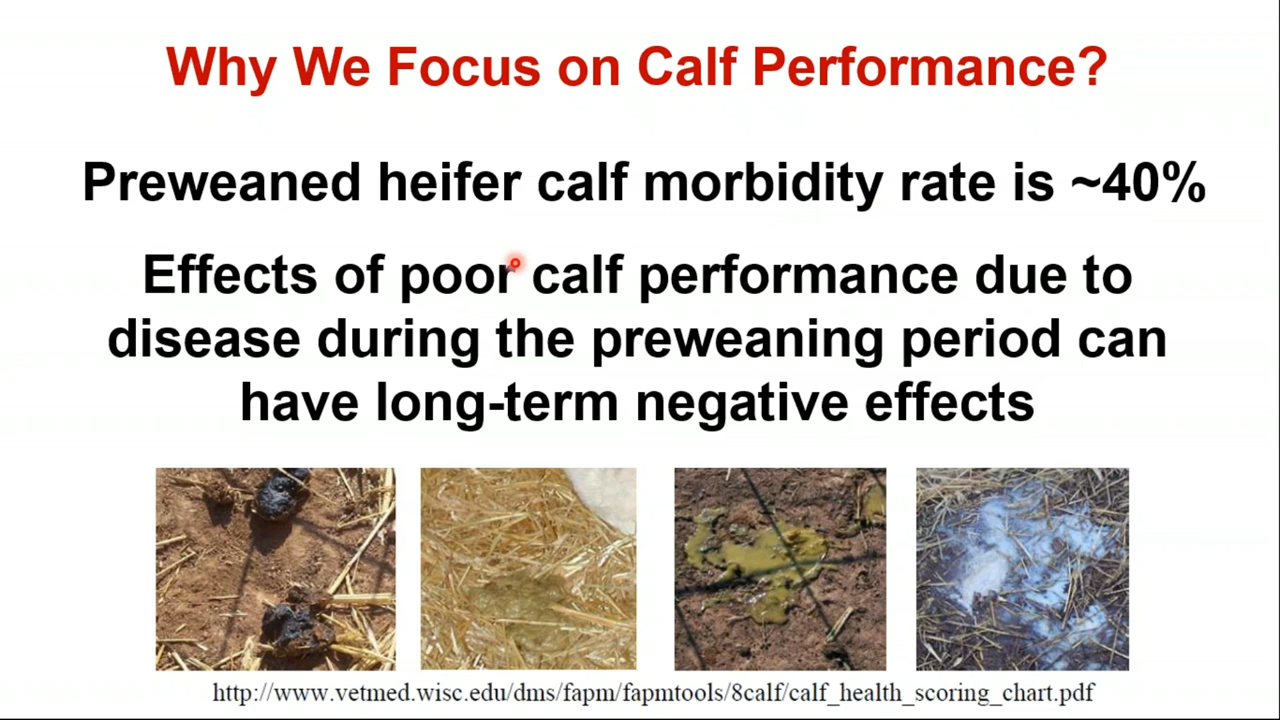 Why We Focus on Calf Performance?
Preweaned heifer calf morbidity rate is ~40%
Effects of poor calf performance due to
disease during the preweaning period can
have long-term negative effects
http://www.vetmed.wisc.edu/dms/fapm/fapmtools/8calf/calf_health_scoring_chart.pdf